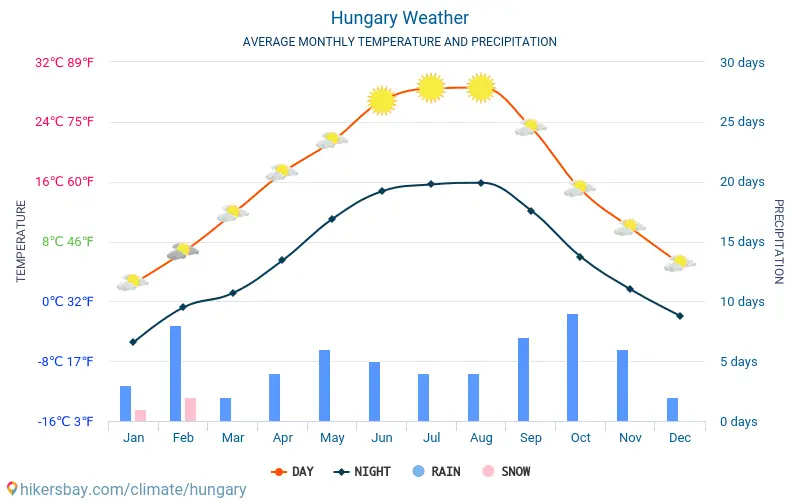 Hungary Weather
AVERAGE MONTHLY TEMPERATURE AND PRECIPITATION
32℃ 89℉ 30 days
24℃ 75℉ 25 days
16℃ 60℉ 20 days
8℃ 46℉ 15 days
0℃ 32℉ 10 days
-8℃ 17℉ 5 days
-16℃ 3℉ 0 days
TEMPERATURE
PRECIPITATION
Jan Feb Mar Apr May Jun Jul Aug Sep Oct Nov Dec
DAY NIGHT RAIN SNOW
hikersbay.com/climate/hungary